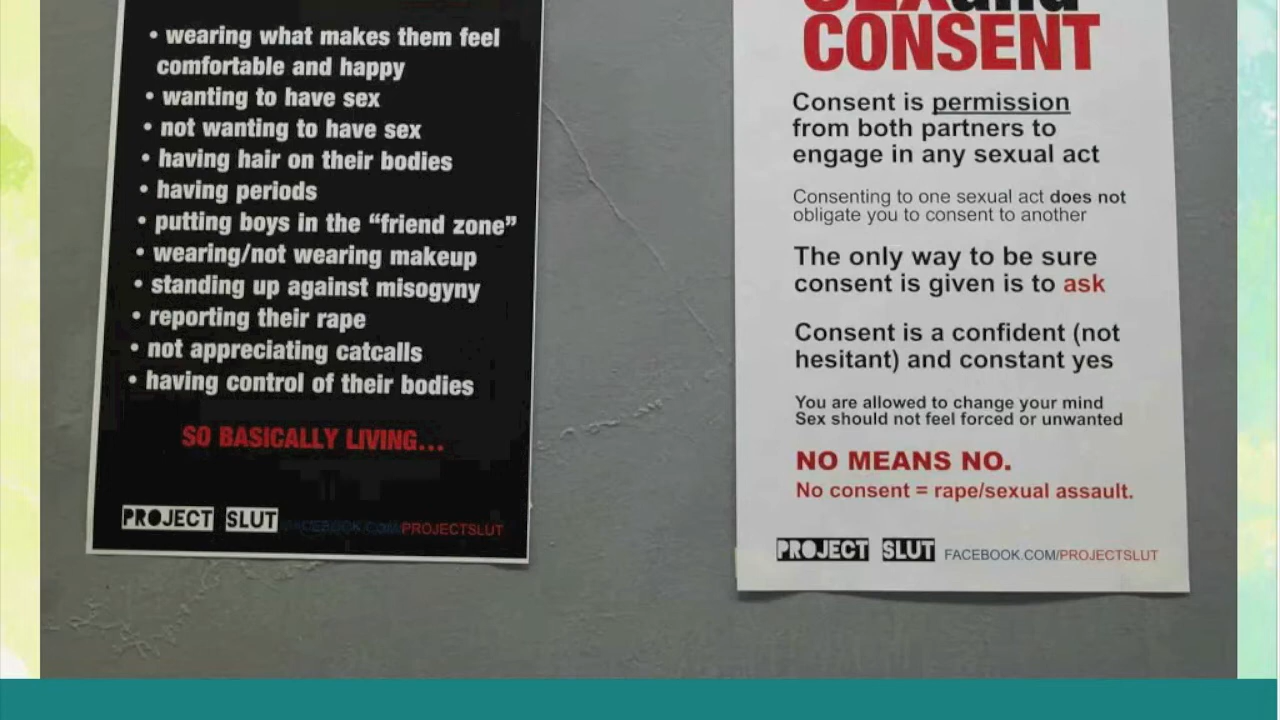 • wearing what makes them feel
comfortable and happy
• wanting to have sex
• not wanting to have sex
• having hair on their bodies
• having periods
• putting boys in the “friend zone”
• wearing/not wearing makeup
• standing up against misogyny
• reporting their rape
• not appreciating catcalls
• having control of their bodies
SO BASICALLY LIVING...
PROJECT SLUT FACEBOOK.COM/PROJECTSLUT
SEX and
CONSENT
Consent is permission
from both partners to
engage in any sexual act
Consenting to one sexual act does not
obligate you to consent to another
The only way to be sure
consent is given is to ask
Consent is a confident (not
hesitant) and constant yes
You are allowed to change your mind
Sex should not feel forced or unwanted
NO MEANS NO.
No consent = rape/sexual assault.
PROJECT SLUT FACEBOOK.COM/PROJECTSLUT